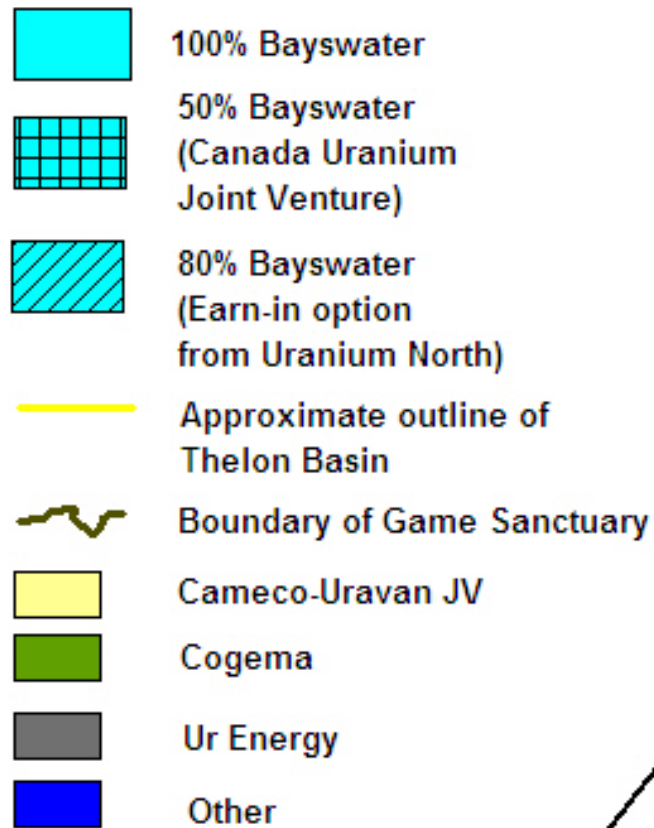 100% Bayswater
50% Bayswater
(Canada Uranium
Joint Venture)
80% Bayswater
(Earn-in option
from Uranium North)
Approximate outline of
Thelon Basin
Boundary of Game Sanctuary
Cameco-Uravan JV
Cogema
Ur Energy
Other